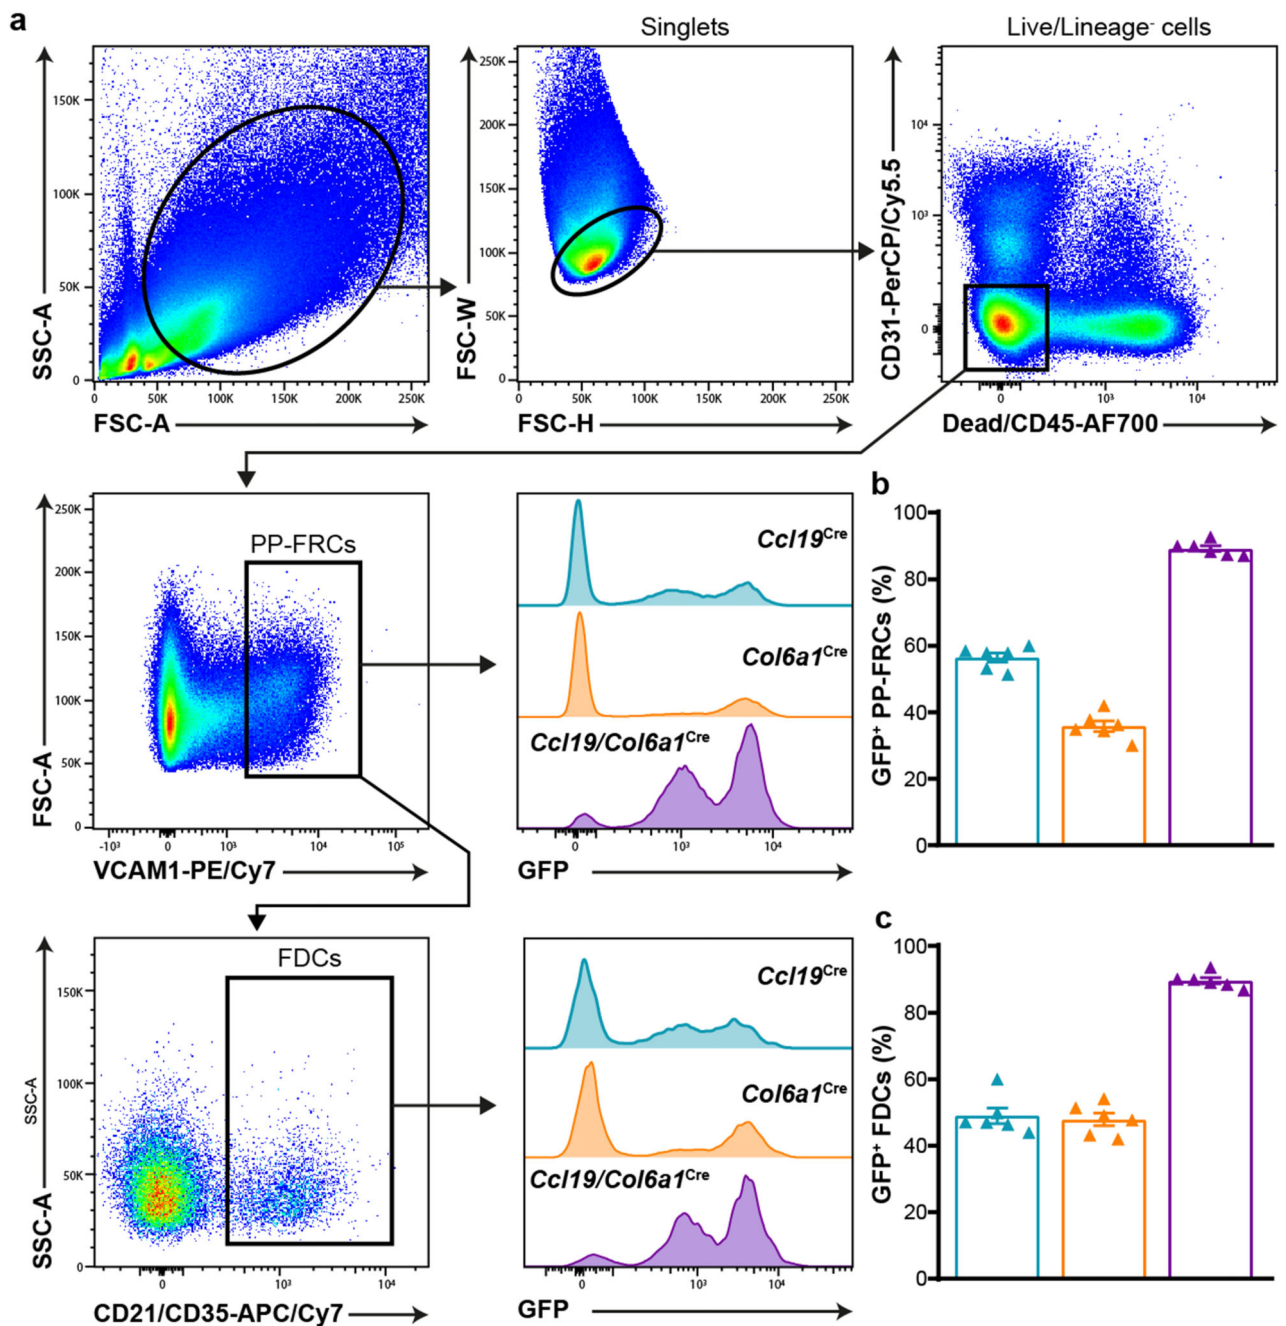 a
Singlets
Live/Lineage⁻ cells
SSC-A
150K
100K
50K
0
0 50K 100K 150K 200K 250K
FSC-A
FSC-W
250K
200K
150K
100K
50K
0
0 50K 100K 150K 200K 250K
FSC-H
CD31-PerCP/Cy5.5
10⁴
10³
0
0 10³ 10⁴
Dead/CD45-AF700
FSC-A
250K
200K
150K
100K
50K
0
PP-FRCs
-10³ 0 10³ 10⁴ 10⁵
VCAM1-PE/Cy7
Ccl19ᶜʳᵉ
Col6a1ᶜʳᵉ
Ccl19/Col6a1ᶜʳᵉ
0 10³ 10⁴
GFP
b
GFP⁺ PP-FRCs (%)
100
80
60
40
20
0
SSC-A
SSC-A
150K
100K
50K
0
FDCs
0 10³ 10⁴
CD21/CD35-APC/Cy7
Ccl19ᶜʳᵉ
Col6a1ᶜʳᵉ
Ccl19/Col6a1ᶜʳᵉ
0 10³ 10⁴
GFP
c
GFP⁺ FDCs (%)
100
80
60
40
20
0